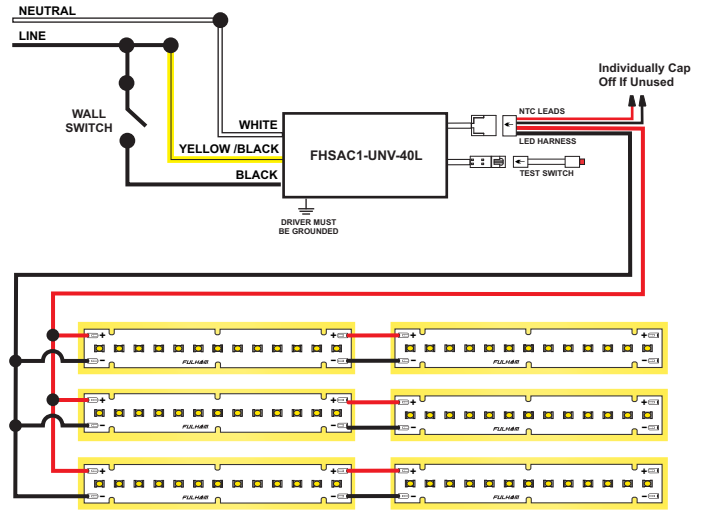 NEUTRAL
LINE
Individually Cap
Off If Unused
WALL
SWITCH
NTC LEADS
WHITE
LED HARNESS
YELLOW /BLACK
FHSAC1-UNV-40L
BLACK
TEST SWITCH
DRIVER MUST
BE GROUNDED
+ + + +
FULHAM FULHAM
- - - -
+ + + +
FULHAM FULHAM
- - - -
+ + + +
FULHAM FULHAM
- - - -